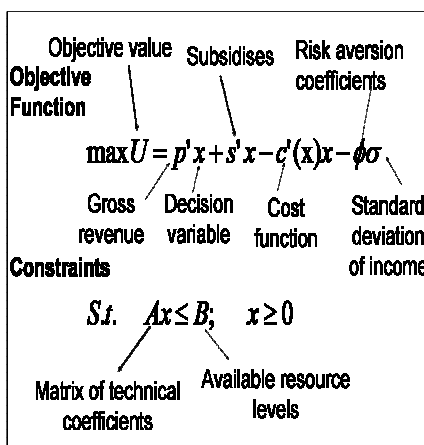 Objective value
Subsidises
Risk aversion
coefficients
Objective
Function
max U = p'x + s'x − c'(x)x − ϕσ
Gross
revenue
Decision
variable
Cost
function
Standard
deviation
of income
Constraints
S.t. Ax ≤ B; x ≥ 0
Matrix of technical
coefficients
Available resource
levels